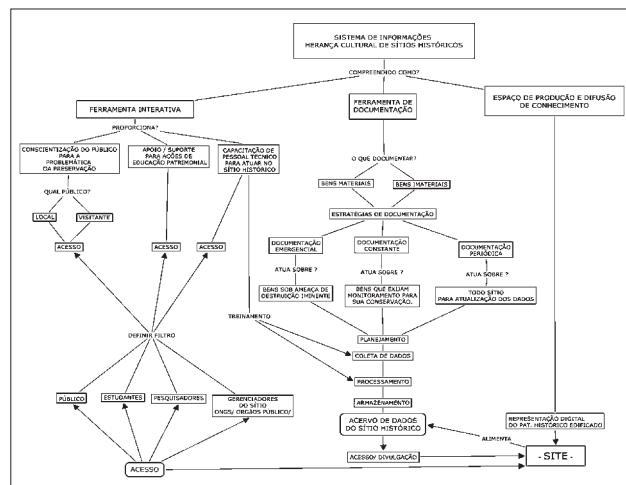 SISTEMA DE INFORMAÇÕES
HERANÇA CULTURAL DE SÍTIOS HISTÓRICOS
COMPREENDIDO COMO?
FERRAMENTA INTERATIVA
FERRAMENTA DE
DOCUMENTAÇÃO
ESPAÇO DE PRODUÇÃO E DIFUSÃO
DE CONHECIMENTO
PROPORCIONA?
CONSCIENTIZAÇÃO DO PÚBLICO
PARA A
PROBLEMÁTICA
DA PRESERVAÇÃO
APOIO / SUPORTE
PARA AÇÕES DE
EDUCAÇÃO PATRIMONIAL
CAPACITAÇÃO DE
PESSOAL TÉCNICO
PARA ATUAR NO
SÍTIO HISTÓRICO
O QUE DOCUMENTAR?
QUAL PÚBLICO?
BENS MATERIAIS
BENS IMATERIAIS
LOCAL
VISITANTE
ESTRATÉGIAS DE DOCUMENTAÇÃO
ACESSO
ACESSO
ACESSO
DOCUMENTAÇÃO
EMERGENCIAL
DOCUMENTAÇÃO
CONSTANTE
DOCUMENTAÇÃO
PERIÓDICA
ATUA SOBRE ?
ATUA SOBRE ?
ATUA SOBRE ?
BEANS SOB AMEAÇA DE
DESTRUIÇÃO IMINENTE
BENS QUE EXIJAM
MONITORAMENTO PARA
SUA CONSERVAÇÃO.
TODO SÍTIO
PARA ATUALIZAÇÃO DOS DADOS
TREINAMENTO
DEFINIR FILTRO
PLANEJAMENTO
COLETA DE DADOS
PROCESSAMENTO
PÚBLICO
ESTUDANTES
PESQUISADORES
GERENCIADORES
DO SÍTIO
ONGS/ ORGÃOS PÚBLICO/
ARMAZENAMENTO
ACERVO DE DADOS
DO SÍTIO HISTÓRICO
REPRESENTAÇÃO DIGITAL
DO PAT. HISTÓRICO EDIFICADO
ALIMENTA
ACESSO/ DIVULGAÇÃO
- SITE -
ACESSO